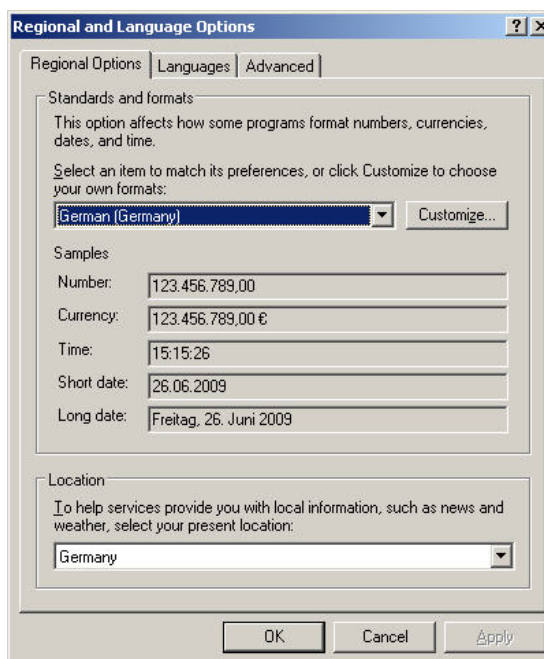 Regional and Language Options
Regional Options Languages Advanced
Standards and formats
This option affects how some programs format numbers, currencies,
dates, and time.
Select an item to match its preferences, or click Customize to choose
your own formats:
German (Germany) Customize...
Samples
Number: 123.456.789,00
Currency: 123.456.789,00 €
Time: 15:15:26
Short date: 26.06.2009
Long date: Freitag, 26. Juni 2009
Location
To help services provide you with local information, such as news and
weather, select your present location:
Germany
OK Cancel Apply